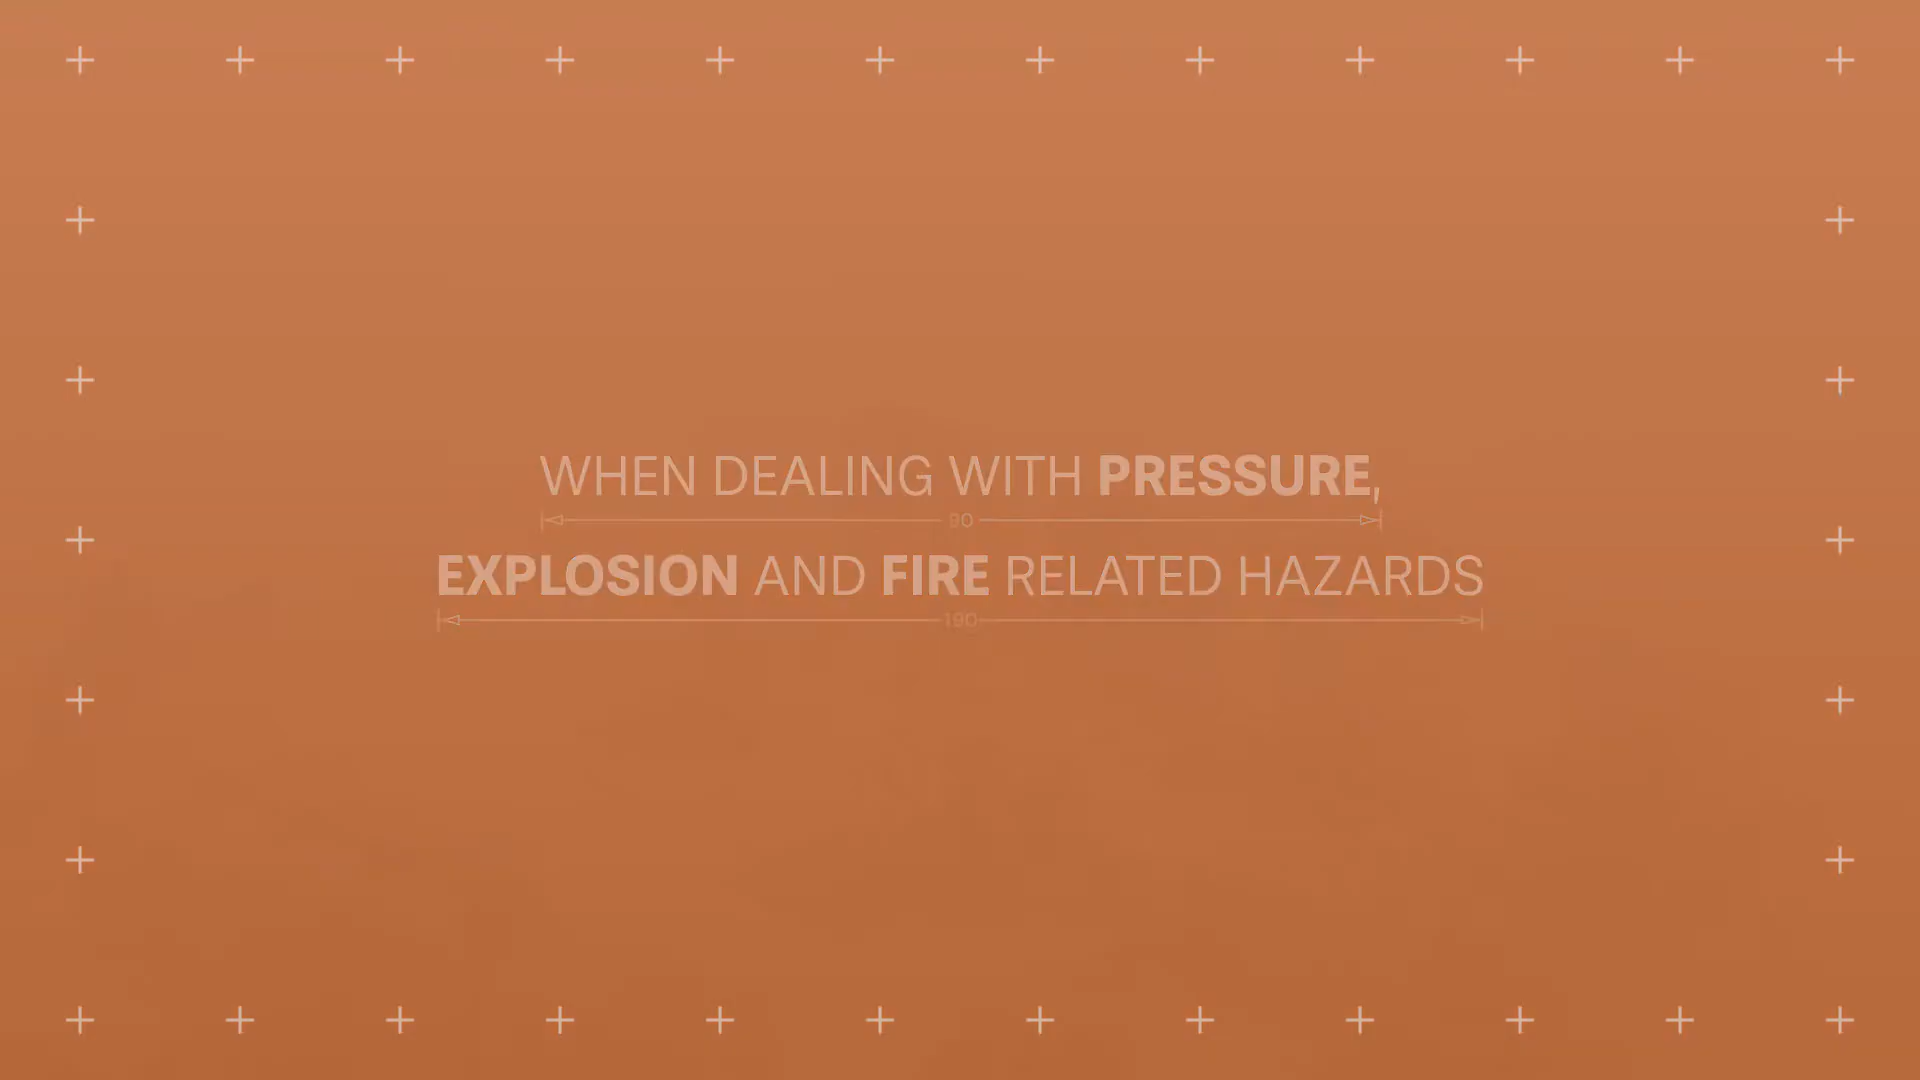 WHEN DEALING WITH PRESSURE,
90
EXPLOSION AND FIRE RELATED HAZARDS
190